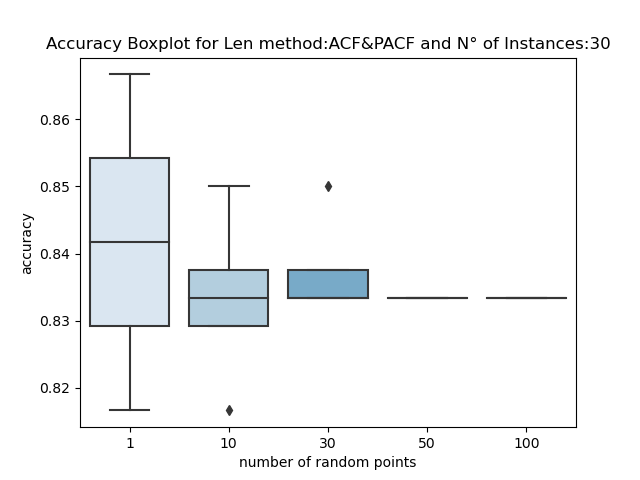 Accuracy Boxplot for Len method:ACF&PACF and N° of Instances:30
accuracy
0.86
0.85
0.84
0.83
0.82
1 10 30 50 100
number of random points